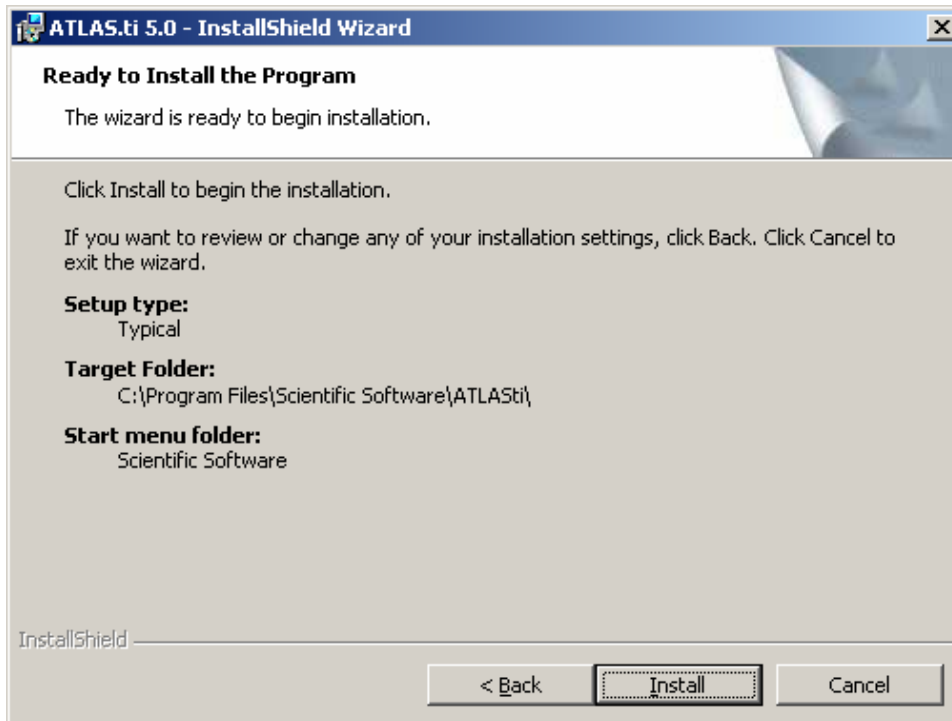 ATLAS.ti 5.0 - InstallShield Wizard
Ready to Install the Program
The wizard is ready to begin installation.
Click Install to begin the installation.
If you want to review or change any of your installation settings, click Back. Click Cancel to
exit the wizard.
Setup type:
Typical
Target Folder:
C:\Program Files\Scientific Software\ATLASti\
Start menu folder:
Scientific Software
InstallShield
< Back
Install
Cancel